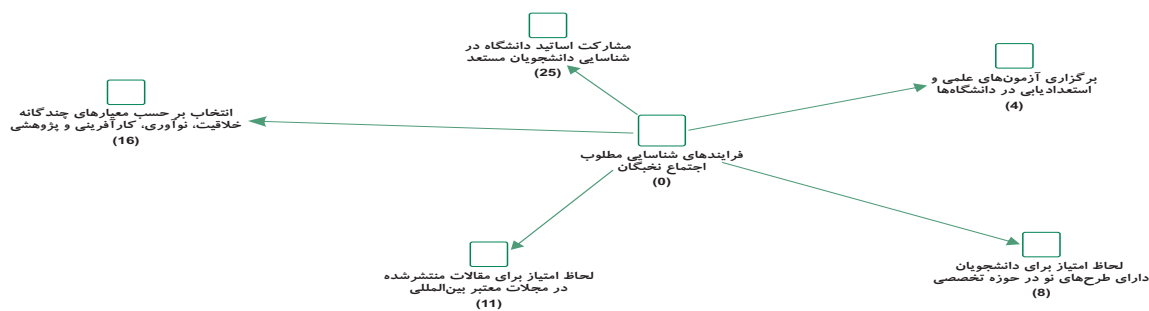 مشارکت اساتید دانشگاه در
شناسایی دانشجویان مستعد
(25)
برگزاری آزمون‌های علمی و
استعدادیابی در دانشگاه‌ها
(4)
انتخاب بر حسب معیارهای چندگانه
خلاقیت، نوآوری، کارآفرینی و پژوهشی
(16)
فرایندهای شناسایی مطلوب
اجتماع نخبگان
(0)
لحاظ امتیاز برای دانشجویان
دارای طرح‌های نو در حوزه تخصصی
(8)
لحاظ امتیاز برای مقالات منتشرشده
در مجلات معتبر بین‌المللی
(11)